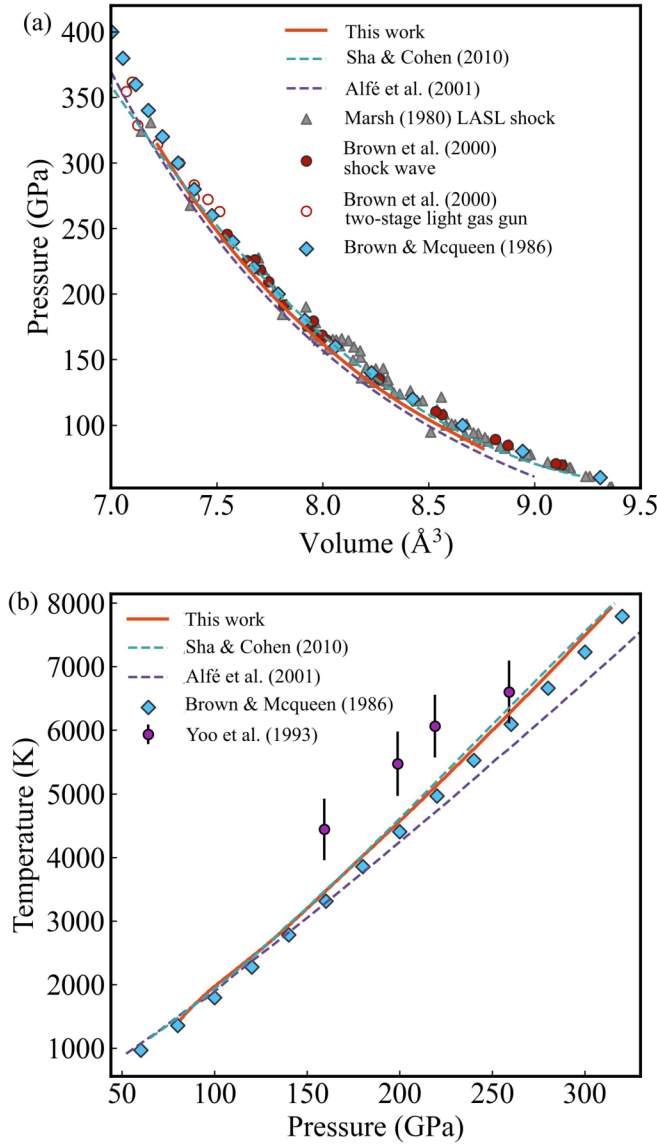 (a)
400
350
300
250
200
150
100
Pressure (GPa)
This work
Sha & Cohen (2010)
Alfé et al. (2001)
Marsh (1980) LASL shock
Brown et al. (2000)
shock wave
Brown et al. (2000)
two-stage light gas gun
Brown & Mcqueen (1986)
7.0 7.5 8.0 8.5 9.0 9.5
Volume (Å³)
(b)
8000
7000
6000
5000
4000
3000
2000
1000
Temperature (K)
This work
Sha & Cohen (2010)
Alfé et al. (2001)
Brown & Mcqueen (1986)
Yoo et al. (1993)
50 100 150 200 250 300
Pressure (GPa)